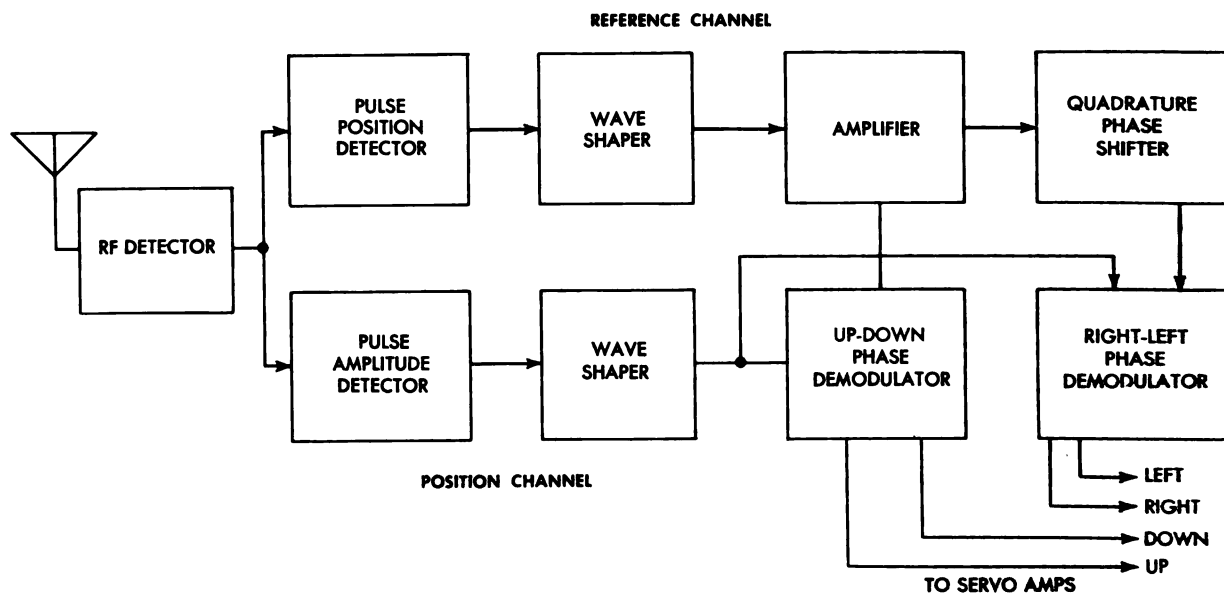 REFERENCE CHANNEL
PULSE
POSITION
DETECTOR
WAVE
SHAPER
AMPLIFIER
QUADRATURE
PHASE
SHIFTER
RF DETECTOR
PULSE
AMPLITUDE
DETECTOR
WAVE
SHAPER
UP-DOWN
PHASE
DEMODULATOR
RIGHT-LEFT
PHASE
DEMODULATOR
POSITION CHANNEL
LEFT
RIGHT
DOWN
UP
TO SERVO AMPS